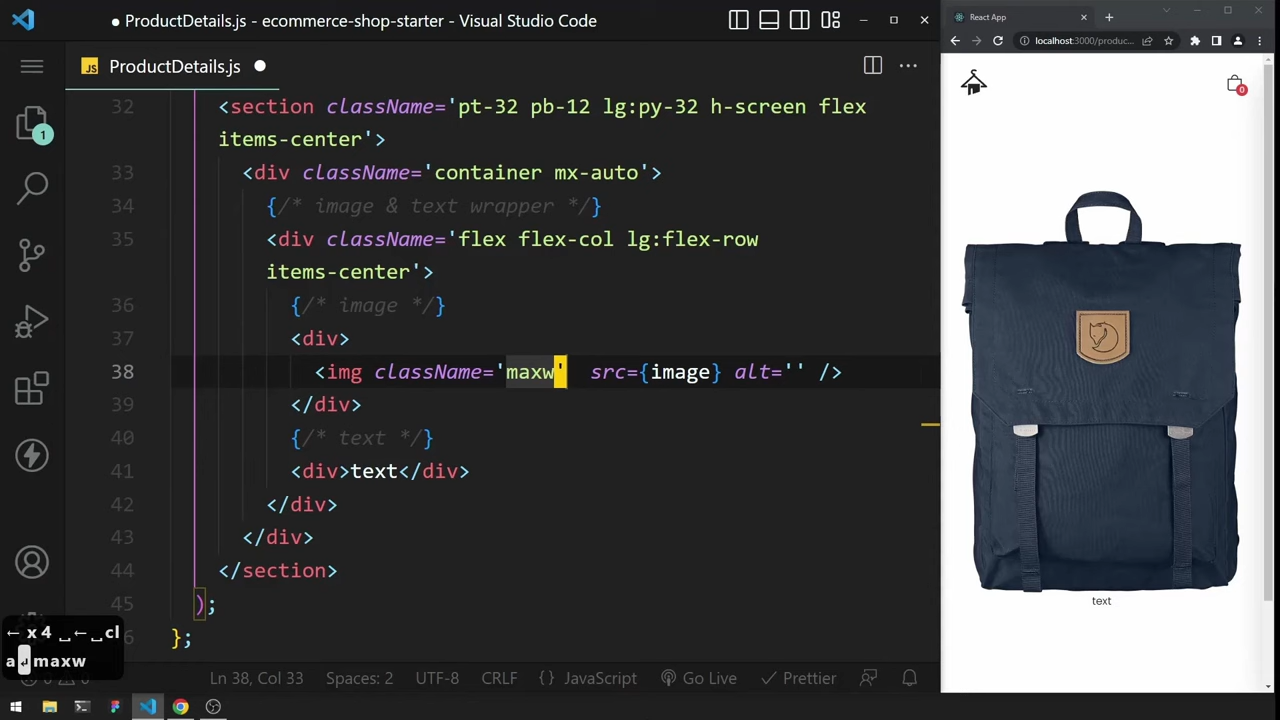 ● ProductDetails.js - ecommerce-shop-starter - Visual Studio Code
React App
JS ProductDetails.js ●
localhost:3000/produc...
0
1
32 <section className='pt-32 pb-12 lg:py-32 h-screen flex
items-center'>
33 <div className='container mx-auto'>
34 {/* image & text wrapper */}
35 <div className='flex flex-col lg:flex-row
items-center'>
36 {/* image */}
37 <div>
38 <img className='maxw'  src={image} alt='' />
39 </div>
40 {/* text */}
41 <div>text</div>
42 </div>
43 </div>
44 </section>
45 );
6 };
text
← x 4 ␣←␣cl
a↲maxw
Ln 38, Col 33 Spaces: 2 UTF-8 CRLF {} JavaScript Go Live ✓ Prettier